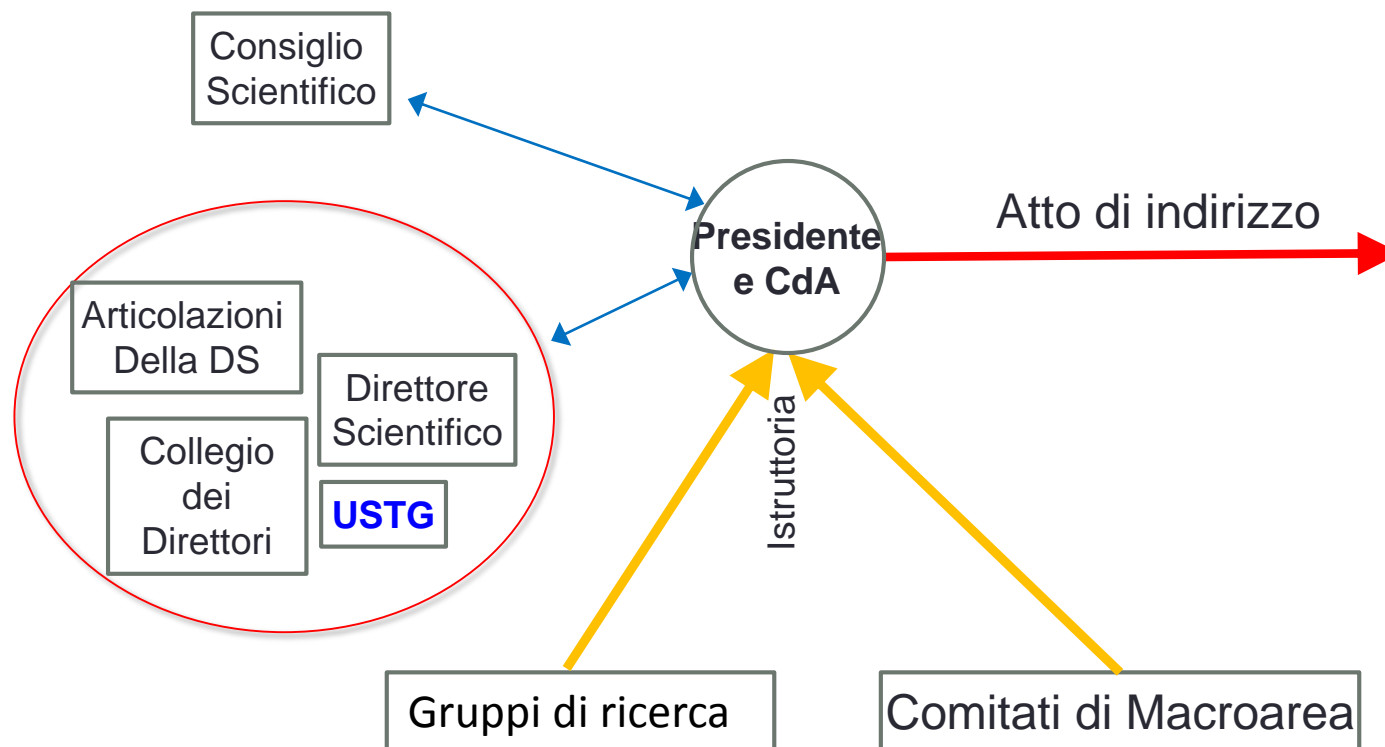 Consiglio
Scientifico
Presidente
e CdA
Atto di indirizzo
Articolazioni
Della DS
Direttore
Scientifico
Collegio
dei
Direttori
USTG
Istruttoria
Gruppi di ricerca
Comitati di Macroarea